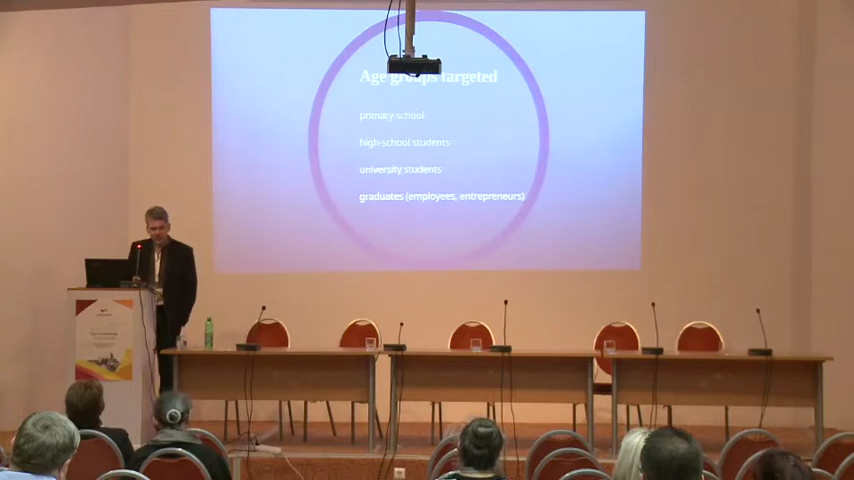 Age groups targeted
primary school
high-school students
university students
graduates (employees, entrepreneurs)